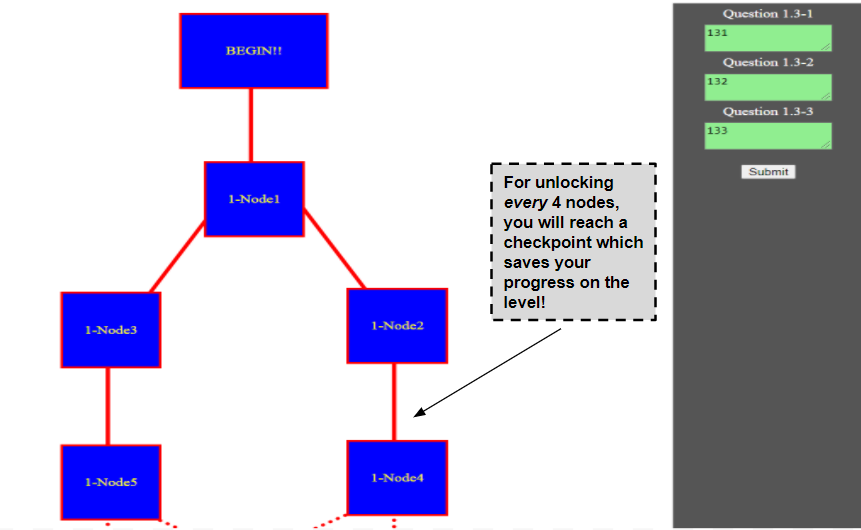 BEGIN!!
1-Node1
1-Node3
1-Node2
1-Node5
1-Node4
For unlocking
every 4 nodes,
you will reach a
checkpoint which
saves your
progress on the
level!
Question 1.3-1
131
Question 1.3-2
132
Question 1.3-3
133
Submit